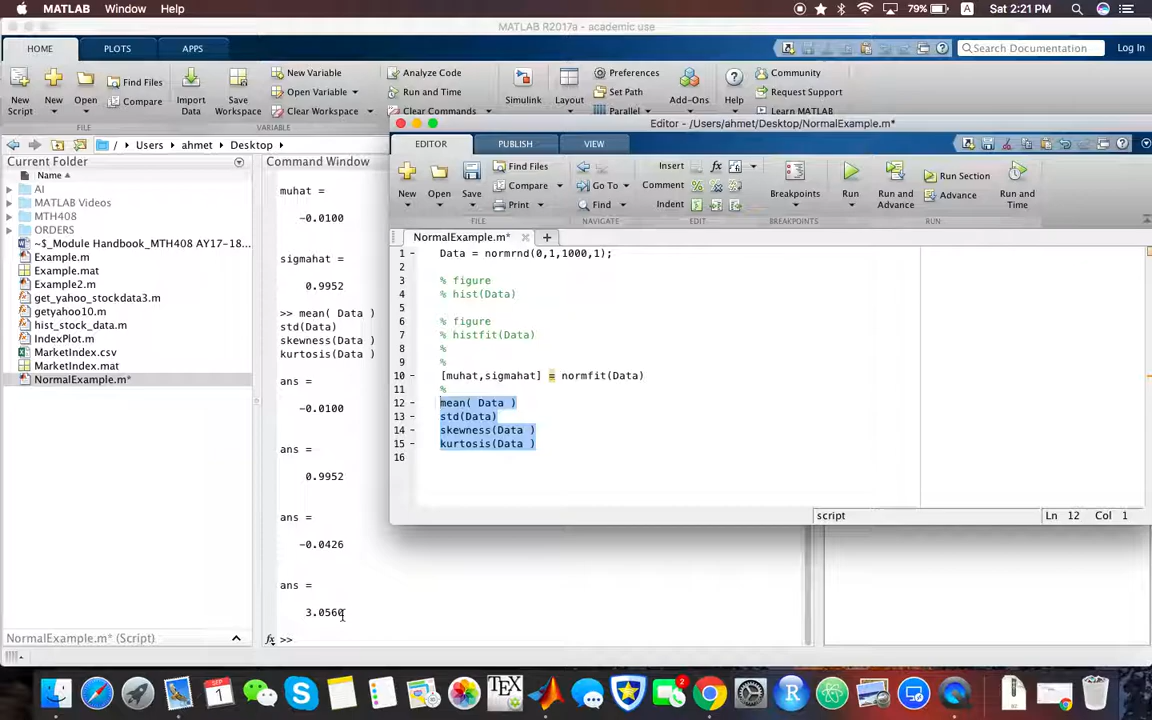 MATLAB Window Help
79% A Sat 2:21 PM
MATLAB R2017a - academic use
HOME PLOTS APPS
Search Documentation Log In
New Script
New
Open
Find Files
Compare
Import Data
Save Workspace
New Variable
Open Variable
Clear Workspace
Analyze Code
Run and Time
Clear Commands
Simulink
Layout
Preferences
Set Path
Parallel
Add-Ons
Help
Community
Request Support
Learn MATLAB
FILE VARIABLE
/ Users ahmet Desktop
Current Folder
Name
AI
MATLAB Videos
MTH408
ORDERS
~$_Module Handbook_MTH408 AY17-18...
Example.m
Example.mat
Example2.m
get_yahoo_stockdata3.m
getyahoo10.m
hist_stock_data.m
IndexPlot.m
MarketIndex.csv
MarketIndex.mat
NormalExample.m*
NormalExample.m* (Script)
Command Window
muhat =
-0.0100
sigmahat =
0.9952
>> mean( Data )
std(Data)
skewness(Data )
kurtosis(Data )
ans =
-0.0100
ans =
0.9952
ans =
-0.0426
ans =
3.0560
fx >>
Editor - /Users/ahmet/Desktop/NormalExample.m*
EDITOR PUBLISH VIEW
New
Open
Save
Find Files
Compare
Print
Go To
Find
Insert fx
Comment
Indent
Breakpoints
Run
Run and Advance
Run Section
Advance
Run and Time
FILE NAVIGATE EDIT BREAKPOINTS RUN
NormalExample.m*
1 Data = normrnd(0,1,1000,1);
2
3 % figure
4 % hist(Data)
5
6 % figure
7 % histfit(Data)
8 %
9 %
10 [muhat,sigmahat] = normfit(Data)
11 %
12 mean( Data )
13 std(Data)
14 skewness(Data )
15 kurtosis(Data )
16
script Ln 12 Col 1
1
TEX
2
R